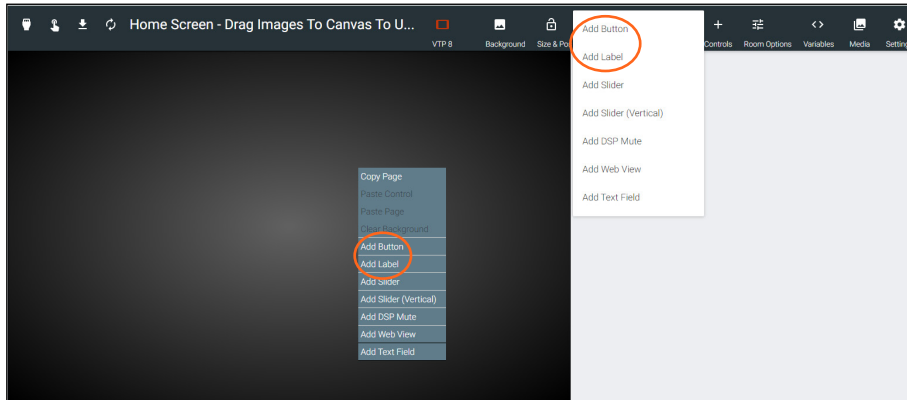 Home Screen - Drag Images To Canvas To U...
VTP 8
Background
Size & Po
Controls
Room Options
Variables
Media
Setting
Add Button
Add Label
Add Slider
Add Slider (Vertical)
Add DSP Mute
Add Web View
Add Text Field
Copy Page
Paste Control
Paste Page
Clear Background
Add Button
Add Label
Add Slider
Add Slider (Vertical)
Add DSP Mute
Add Web View
Add Text Field